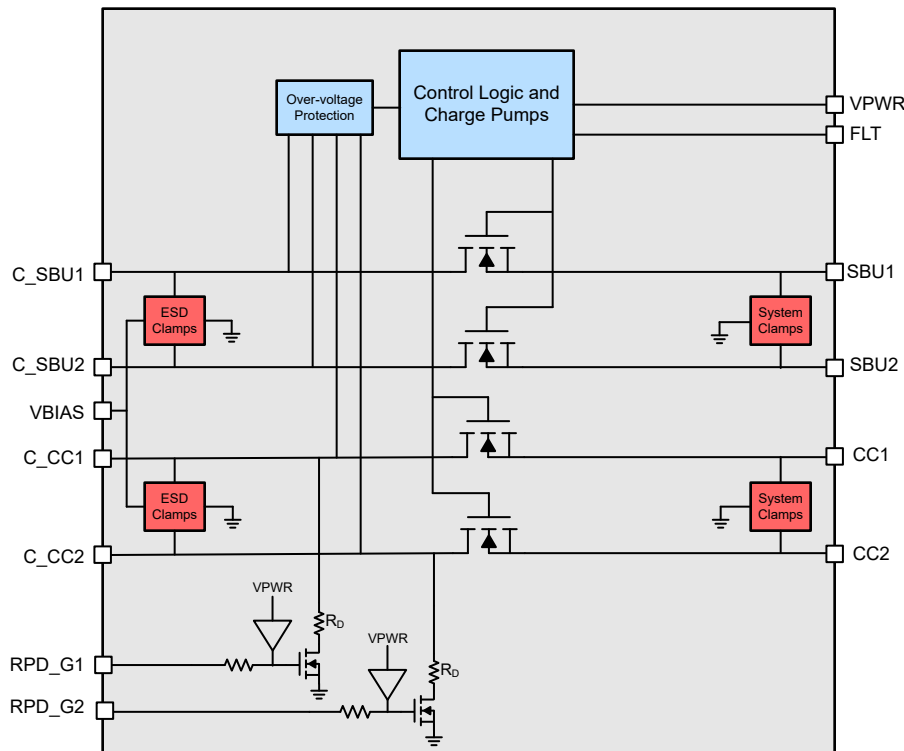 Control Logic and
Charge Pumps
Over-voltage
Protection
VPWR
FLT
C_SBU1
SBU1
ESD
Clamps
System
Clamps
C_SBU2
SBU2
VBIAS
C_CC1
CC1
ESD
Clamps
System
Clamps
C_CC2
CC2
VPWR
RD
VPWR
RD
RPD_G1
RPD_G2